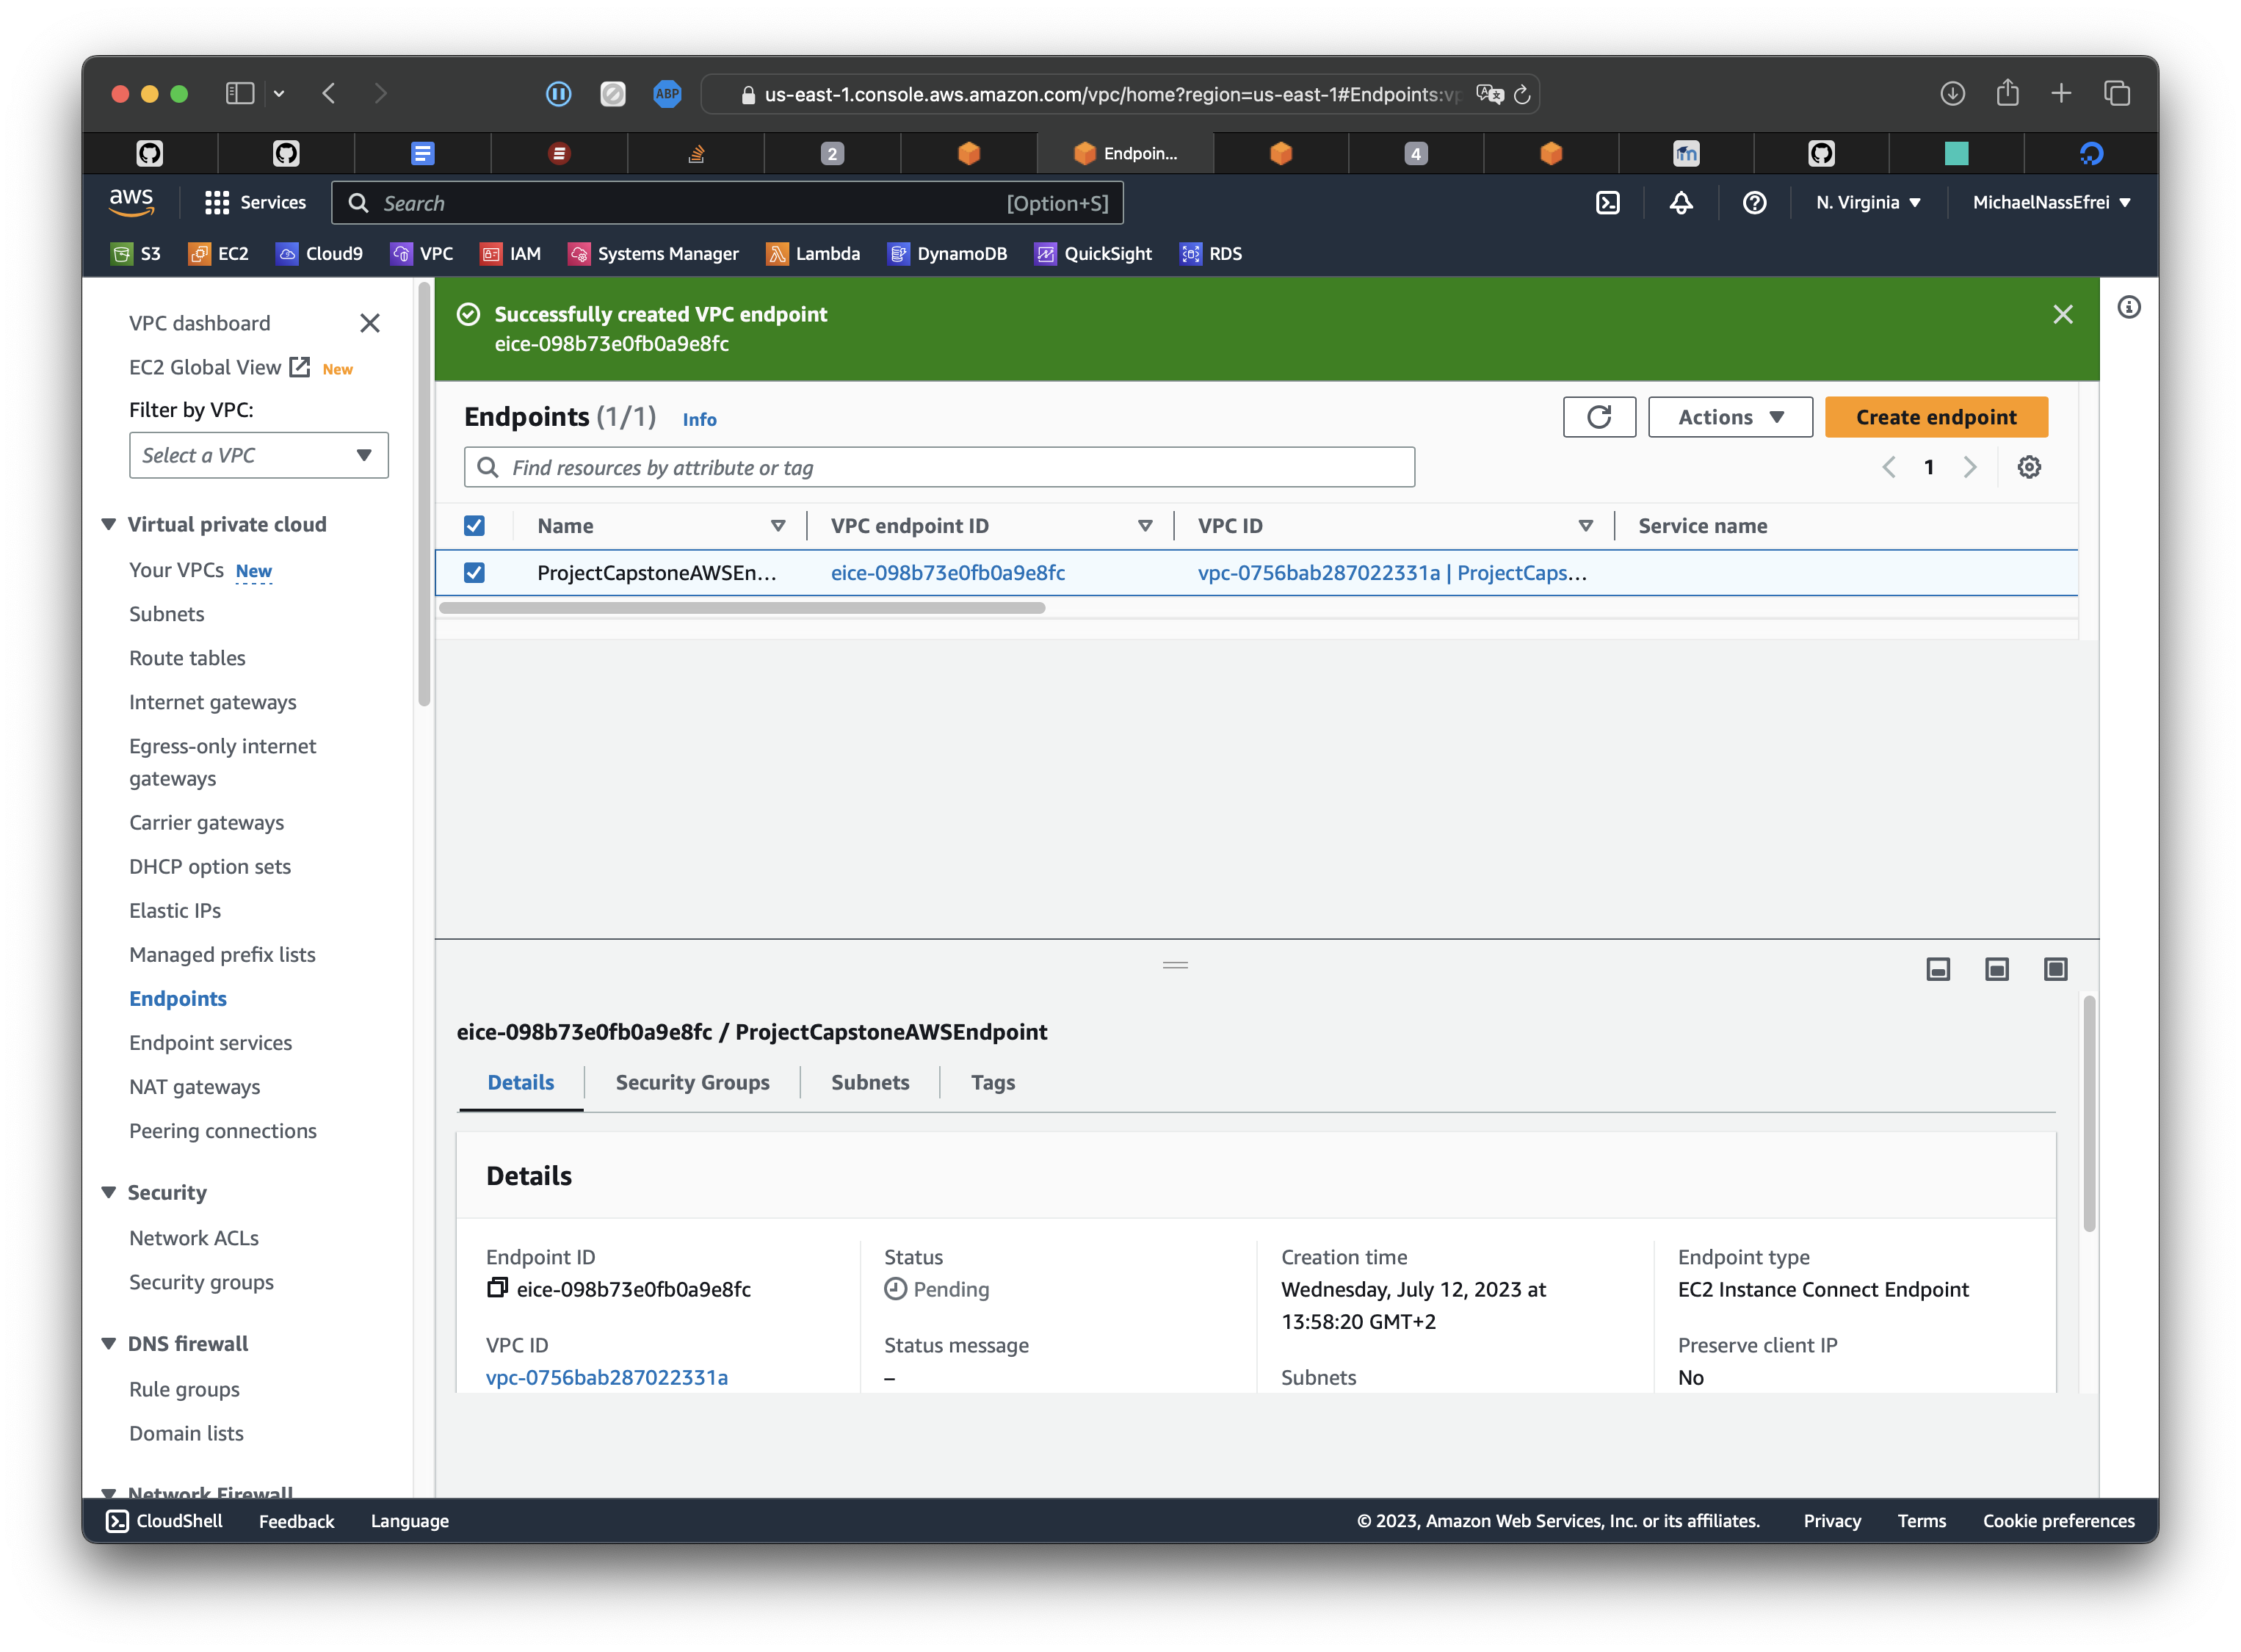 ABP
us-east-1.console.aws.amazon.com/vpc/home?region=us-east-1#Endpoints:vp
2
Endpoin...
4
aws
Services
Search
[Option+S]
N. Virginia
MichaelNassEfrei
S3
EC2
Cloud9
VPC
IAM
Systems Manager
Lambda
DynamoDB
QuickSight
RDS
VPC dashboard
EC2 Global View
New
Filter by VPC:
Select a VPC
Virtual private cloud
Your VPCs
New
Subnets
Route tables
Internet gateways
Egress-only internet
gateways
Carrier gateways
DHCP option sets
Elastic IPs
Managed prefix lists
Endpoints
Endpoint services
NAT gateways
Peering connections
Security
Network ACLs
Security groups
DNS firewall
Rule groups
Domain lists
Network Firewall
Successfully created VPC endpoint
eice-098b73e0fb0a9e8fc
Endpoints (1/1)
Info
Actions
Create endpoint
Find resources by attribute or tag
1
Name
VPC endpoint ID
VPC ID
Service name
ProjectCapstoneAWSEn...
eice-098b73e0fb0a9e8fc
vpc-0756bab287022331a | ProjectCaps...
eice-098b73e0fb0a9e8fc / ProjectCapstoneAWSEndpoint
Details
Security Groups
Subnets
Tags
Details
Endpoint ID
eice-098b73e0fb0a9e8fc
VPC ID
vpc-0756bab287022331a
Status
Pending
Status message
–
Creation time
Wednesday, July 12, 2023 at
13:58:20 GMT+2
Subnets
Endpoint type
EC2 Instance Connect Endpoint
Preserve client IP
No
CloudShell
Feedback
Language
© 2023, Amazon Web Services, Inc. or its affiliates.
Privacy
Terms
Cookie preferences